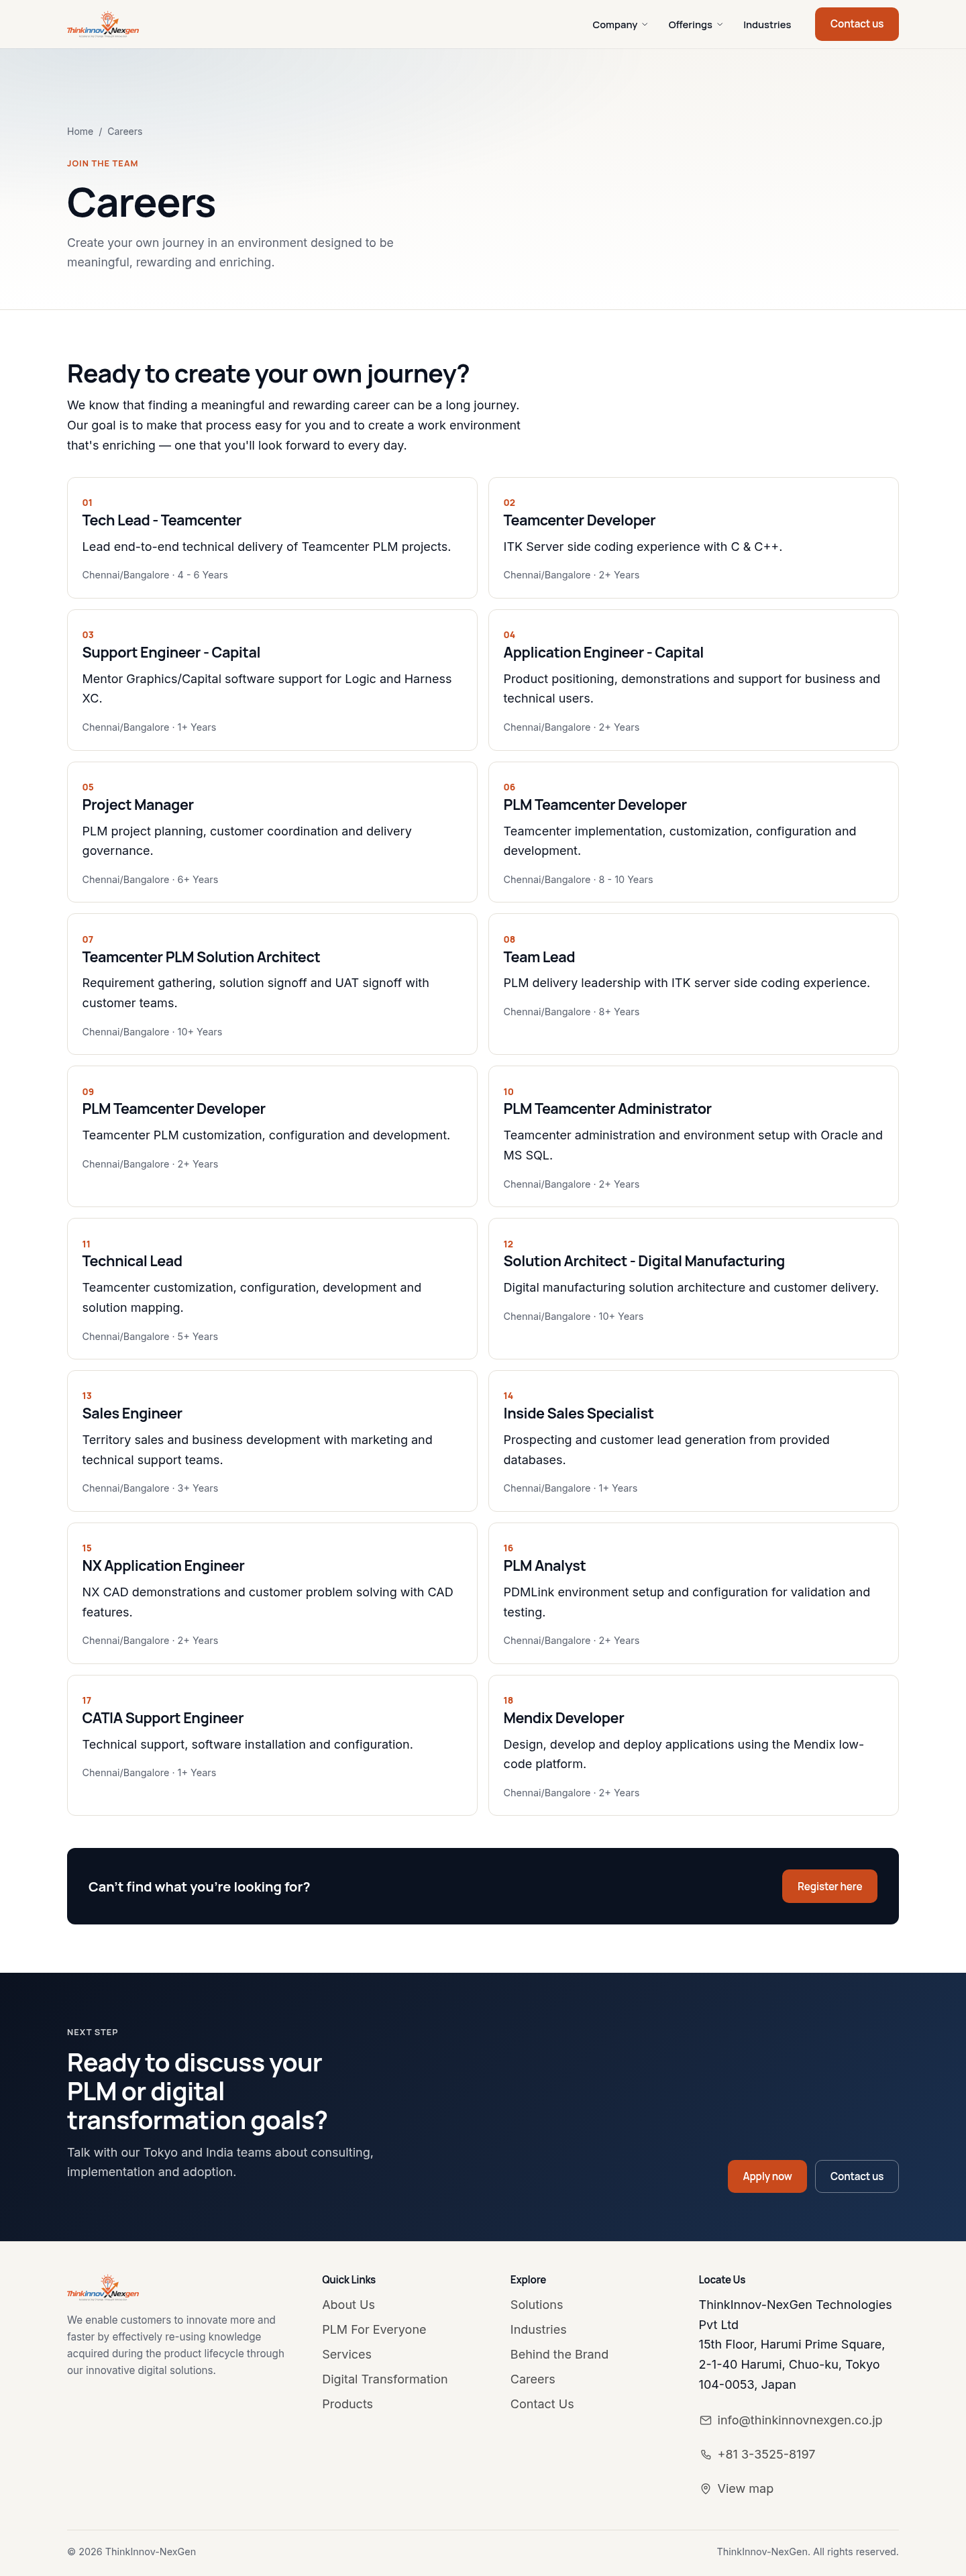 ThinkInnovXNexgen
Company
Offerings
Industries
Contact us
Home / Careers
JOIN THE TEAM
Careers
Create your own journey in an environment designed to be
meaningful, rewarding and enriching.
Ready to create your own journey?
We know that finding a meaningful and rewarding career can be a long journey.
Our goal is to make that process easy for you and to create a work environment
that's enriching — one that you'll look forward to every day.
01
Tech Lead - Teamcenter
Lead end-to-end technical delivery of Teamcenter PLM projects.
Chennai/Bangalore · 4 - 6 Years
02
Teamcenter Developer
ITK Server side coding experience with C & C++.
Chennai/Bangalore · 2+ Years
03
Support Engineer - Capital
Mentor Graphics/Capital software support for Logic and Harness
XC.
Chennai/Bangalore · 1+ Years
04
Application Engineer - Capital
Product positioning, demonstrations and support for business and
technical users.
Chennai/Bangalore · 2+ Years
05
Project Manager
PLM project planning, customer coordination and delivery
governance.
Chennai/Bangalore · 6+ Years
06
PLM Teamcenter Developer
Teamcenter implementation, customization, configuration and
development.
Chennai/Bangalore · 8 - 10 Years
07
Teamcenter PLM Solution Architect
Requirement gathering, solution signoff and UAT signoff with
customer teams.
Chennai/Bangalore · 10+ Years
08
Team Lead
PLM delivery leadership with ITK server side coding experience.
Chennai/Bangalore · 8+ Years
09
PLM Teamcenter Developer
Teamcenter PLM customization, configuration and development.
Chennai/Bangalore · 2+ Years
10
PLM Teamcenter Administrator
Teamcenter administration and environment setup with Oracle and
MS SQL.
Chennai/Bangalore · 2+ Years
11
Technical Lead
Teamcenter customization, configuration, development and
solution mapping.
Chennai/Bangalore · 5+ Years
12
Solution Architect - Digital Manufacturing
Digital manufacturing solution architecture and customer delivery.
Chennai/Bangalore · 10+ Years
13
Sales Engineer
Territory sales and business development with marketing and
technical support teams.
Chennai/Bangalore · 3+ Years
14
Inside Sales Specialist
Prospecting and customer lead generation from provided
databases.
Chennai/Bangalore · 1+ Years
15
NX Application Engineer
NX CAD demonstrations and customer problem solving with CAD
features.
Chennai/Bangalore · 2+ Years
16
PLM Analyst
PDMLink environment setup and configuration for validation and
testing.
Chennai/Bangalore · 2+ Years
17
CATIA Support Engineer
Technical support, software installation and configuration.
Chennai/Bangalore · 1+ Years
18
Mendix Developer
Design, develop and deploy applications using the Mendix low-
code platform.
Chennai/Bangalore · 2+ Years
Can't find what you're looking for?
Register here
NEXT STEP
Ready to discuss your
PLM or digital
transformation goals?
Talk with our Tokyo and India teams about consulting,
implementation and adoption.
Apply now
Contact us
ThinkInnovXNexgen
We enable customers to innovate more and
faster by effectively re-using knowledge
acquired during the product lifecycle through
our innovative digital solutions.
Quick Links
About Us
PLM For Everyone
Services
Digital Transformation
Products
Explore
Solutions
Industries
Behind the Brand
Careers
Contact Us
Locate Us
ThinkInnov-NexGen Technologies
Pvt Ltd
15th Floor, Harumi Prime Square,
2-1-40 Harumi, Chuo-ku, Tokyo
104-0053, Japan
info@thinkinnovnexgen.co.jp
+81 3-3525-8197
View map
© 2026 ThinkInnov-NexGen
ThinkInnov-NexGen. All rights reserved.